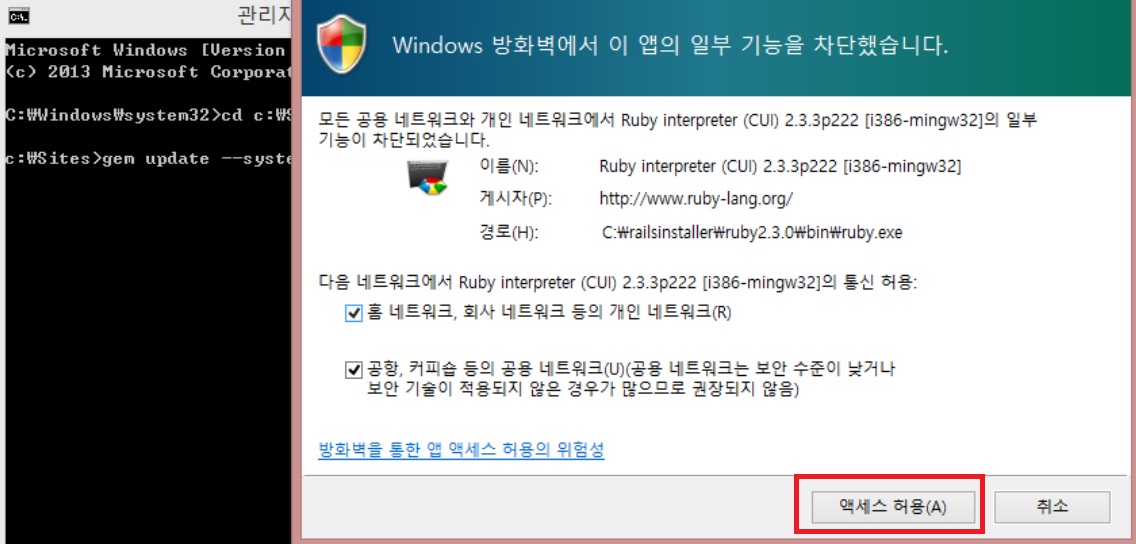 관리자
Microsoft Windows [Version
(c) 2013 Microsoft Corporat
C:\Windows\system32>cd c:\S
c:\Sites>gem update --syste
Windows 방화벽에서 이 앱의 일부 기능을 차단했습니다.
모든 공용 네트워크와 개인 네트워크에서 Ruby interpreter (CUI) 2.3.3p222 [i386-mingw32]의 일부
기능이 차단되었습니다.
이름(N): Ruby interpreter (CUI) 2.3.3p222 [i386-mingw32]
게시자(P): http://www.ruby-lang.org/
경로(H): C:₩railsinstaller₩ruby2.3.0₩bin₩ruby.exe
다음 네트워크에서 Ruby interpreter (CUI) 2.3.3p222 [i386-mingw32]의 통신 허용:
홈 네트워크, 회사 네트워크 등의 개인 네트워크(R)
공항, 커피숍 등의 공용 네트워크(U)(공용 네트워크는 보안 수준이 낮거나
보안 기술이 적용되지 않은 경우가 많으므로 권장되지 않음)
방화벽을 통한 앱 액세스 허용의 위험성
액세스 허용(A)
취소